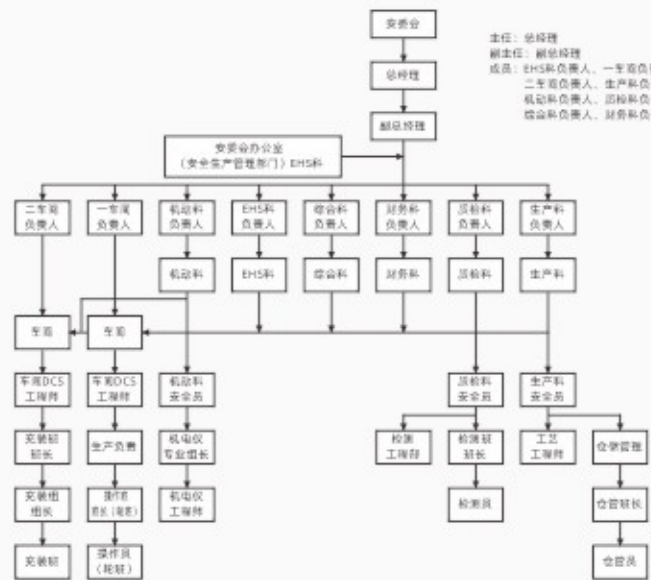 安委会
主任：总经理
副主任：副总经理
成员：EHS科负责人、一车间负责
二车间负责人、生产科负
机动科负责人、质检科负
综合科负责人、财务科负
总经理
副总经理
安委会办公室
（安全生产管理部门）EHS科
二车间
负责人
一车间
负责人
机动科
负责人
EHS科
负责人
综合科
负责人
财务科
负责人
质检科
负责人
生产科
负责人
机动科
EHS科
综合科
财务科
质检科
生产科
车间
车间
车间DCS
工程师
车间DCS
工程师
机动科
安全员
质检科
安全员
生产科
安全员
充装班
班长
生产负责
机电仪
专业组长
检测
工程部
检测班
班长
工艺
工程师
仓储管理
充装组
组长
操作班
班长（轮班）
机电仪
工程师
检测员
仓管班长
充装班
操作员
（轮班）
仓管员